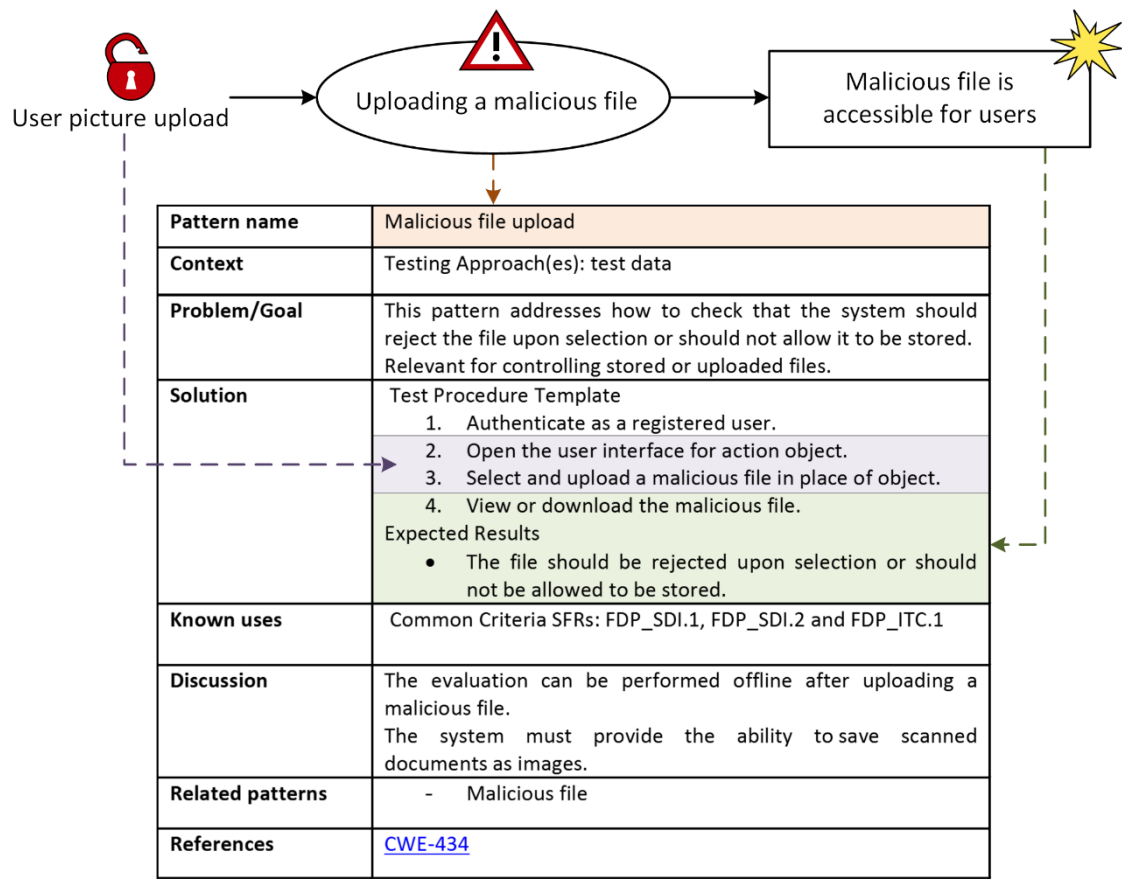 User picture upload
Uploading a malicious file
Malicious file is
accessible for users
Pattern name
Malicious file upload
Context
Testing Approach(es): test data
Problem/Goal
This pattern addresses how to check that the system should
reject the file upon selection or should not allow it to be stored.
Relevant for controlling stored or uploaded files.
Solution
Test Procedure Template
1. Authenticate as a registered user.
2. Open the user interface for action object.
3. Select and upload a malicious file in place of object.
4. View or download the malicious file.
Expected Results
• The file should be rejected upon selection or should
not be allowed to be stored.
Known uses
Common Criteria SFRs: FDP_SDI.1, FDP_SDI.2 and FDP_ITC.1
Discussion
The evaluation can be performed offline after uploading a
malicious file.
The system must provide the ability to save scanned
documents as images.
Related patterns
- Malicious file
References
CWE-434